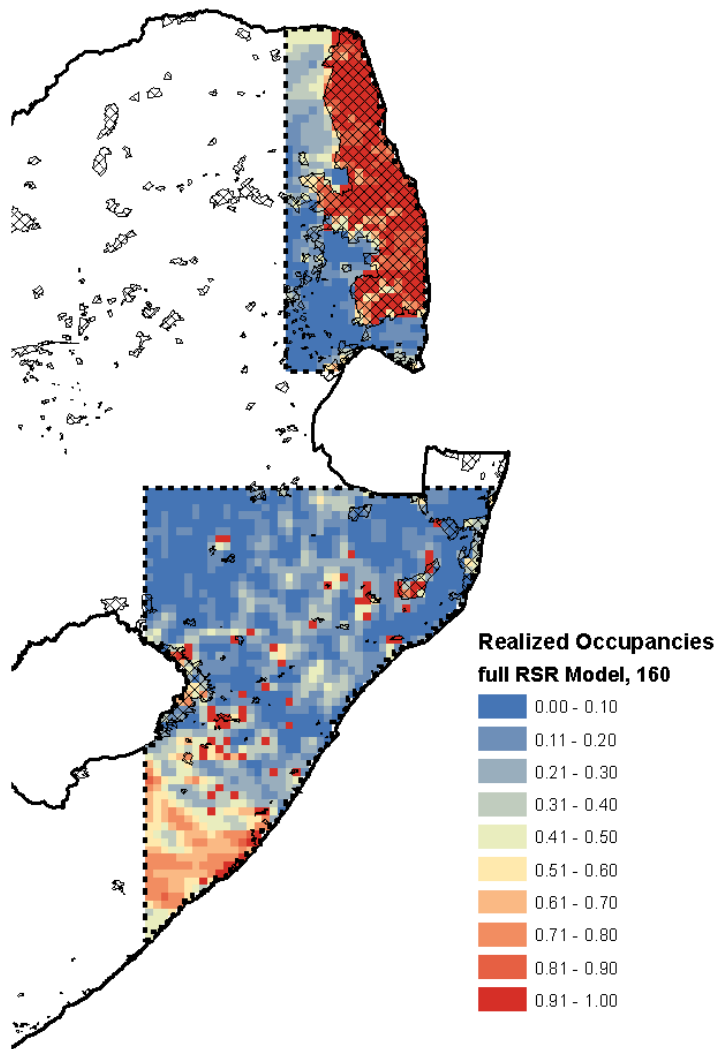 Realized Occupancies
full RSR Model, 160
0.00 - 0.10
0.11 - 0.20
0.21 - 0.30
0.31 - 0.40
0.41 - 0.50
0.51 - 0.60
0.61 - 0.70
0.71 - 0.80
0.81 - 0.90
0.91 - 1.00